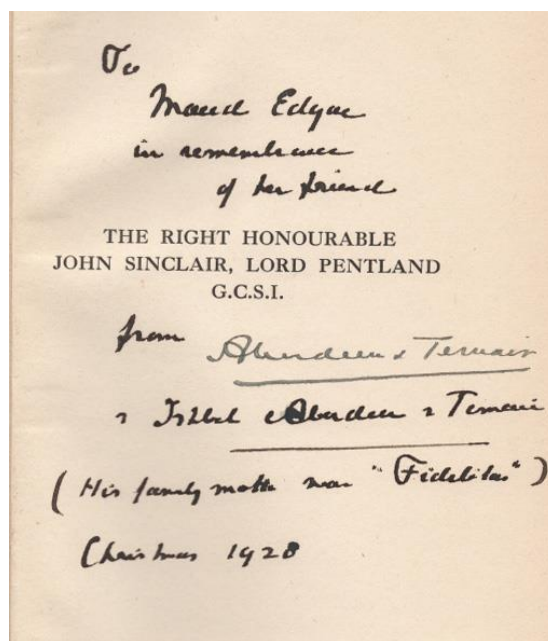 To
Maud Edgar
in remembrance
of her friend
THE RIGHT HONOURABLE
JOHN SINCLAIR, LORD PENTLAND
G.C.S.I.
from Aberdeen & Temair
& Ishbel Aberdeen & Temair
(His family motto was "Fidelitas")
Christmas 1928